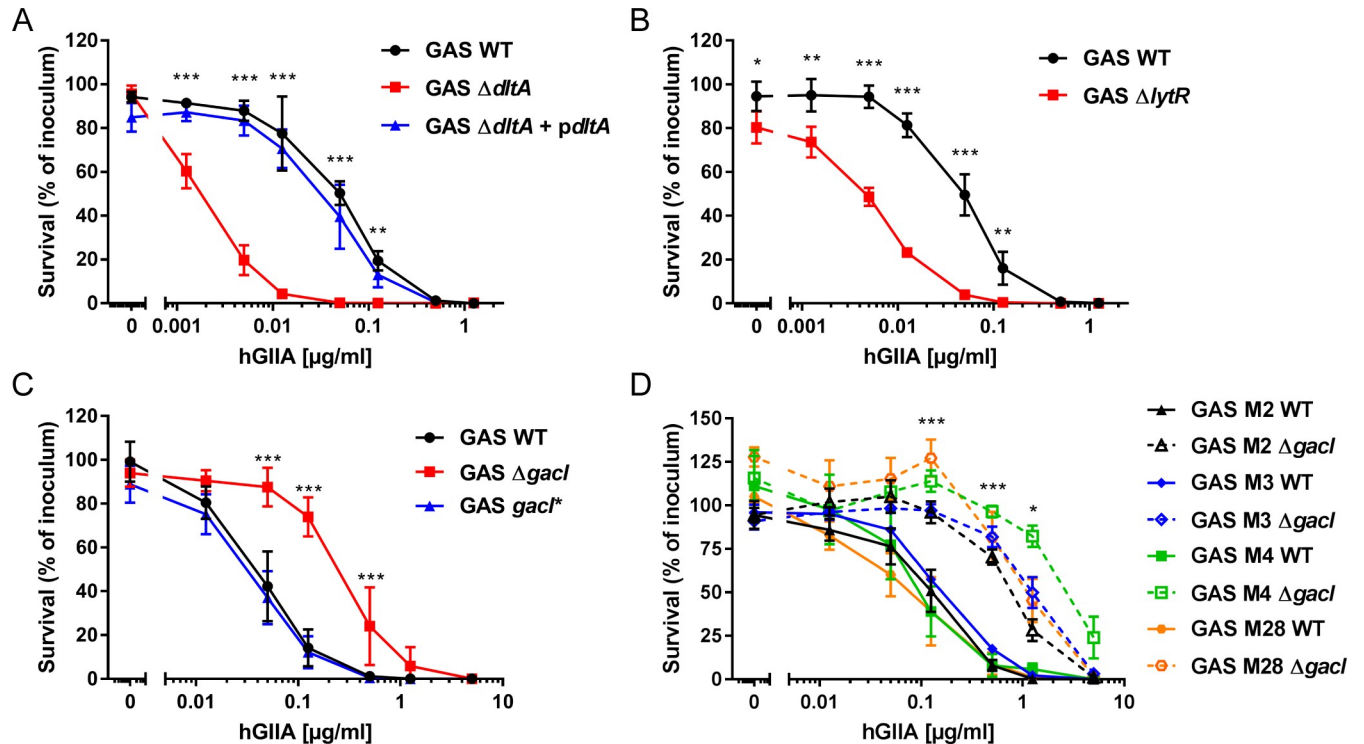 A
Survival (% of inoculum)
120
100
80
60
40
20
0
0
0.001
0.01
0.1
1
hGIIA [µg/ml]
***
***
***
***
**
GAS WT
GAS ΔdltA
GAS ΔdltA + pdltA
B
Survival (% of inoculum)
120
100
80
60
40
20
0
0
0.001
0.01
0.1
1
hGIIA [µg/ml]
*
**
***
***
***
**
GAS WT
GAS ΔlytR
C
Survival (% of inoculum)
120
100
80
60
40
20
0
0
0.01
0.1
1
10
hGIIA [µg/ml]
***
***
***
GAS WT
GAS ΔgacI
GAS gacI*
D
Survival (% of inoculum)
150
125
100
75
50
25
0
0
0.01
0.1
1
10
hGIIA [µg/ml]
***
***
*
GAS M2 WT
GAS M2 ΔgacI
GAS M3 WT
GAS M3 ΔgacI
GAS M4 WT
GAS M4 ΔgacI
GAS M28 WT
GAS M28 ΔgacI